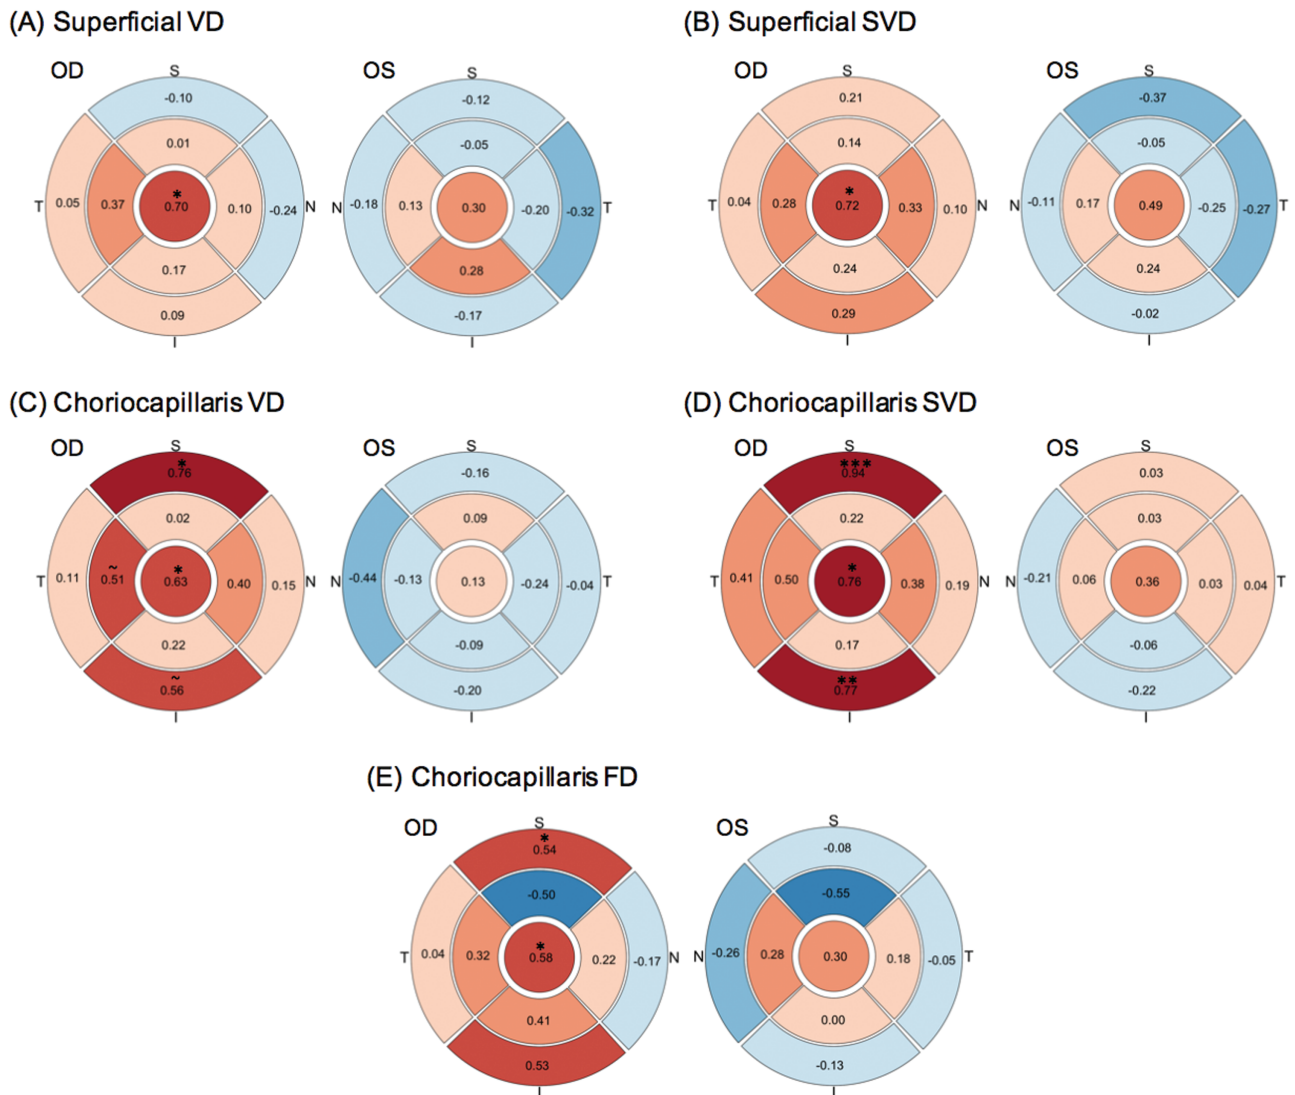 (A) Superficial VD
(B) Superficial SVD
OD
S
OS
S
OD
S
OS
S
-0.10
-0.12
0.21
-0.37
0.01
-0.05
0.14
-0.05
T 0.05 0.37 * 0.70 0.10 -0.24 N
N -0.18 0.13 0.30 -0.20 -0.32 T
T 0.04 0.28 * 0.72 0.33 0.10 N
N -0.11 0.17 0.49 -0.25 -0.27 T
0.17
0.28
0.24
0.24
0.09
-0.17
0.29
-0.02
I
I
I
I
(C) Choriocapillaris VD
(D) Choriocapillaris SVD
OD
S
OS
S
OD
S
OS
S
*
0.76
-0.16
***
0.94
0.03
0.02
0.09
0.22
0.03
T 0.11 ~ 0.51 * 0.63 0.40 0.15 N
N -0.44 -0.13 0.13 -0.24 -0.04 T
T 0.41 0.50 * 0.76 0.38 0.19 N
N -0.21 0.06 0.36 0.03 0.04 T
0.22
-0.09
0.17
-0.06
~
0.56
-0.20
**
0.77
-0.22
I
I
I
I
(E) Choriocapillaris FD
OD
S
OS
S
*
0.54
-0.08
-0.50
-0.55
T 0.04 0.32 * 0.58 0.22 -0.17 N
N -0.26 0.28 0.30 0.18 -0.05 T
0.41
0.00
0.53
-0.13
I
I